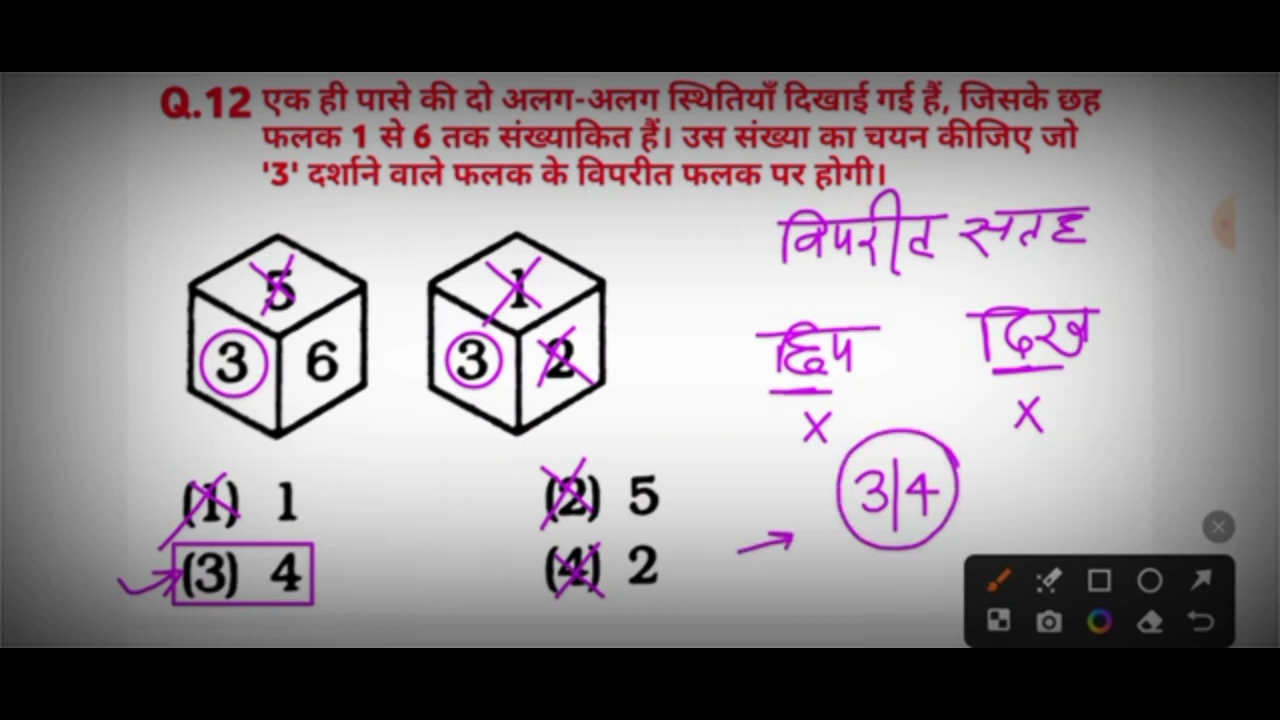 Q.12 एक ही पासे की दो अलग-अलग स्थितियाँ दिखाई गई हैं, जिसके छह
फलक 1 से 6 तक संख्याकित हैं। उस संख्या का चयन कीजिए जो
'3' दर्शाने वाले फलक के विपरीत फलक पर होगी।
विपरीत सतह
5
3 6
1
3 2
छिप दिख
x x
3|4
(1) 1 (2) 5
(3) 4 (4) 2